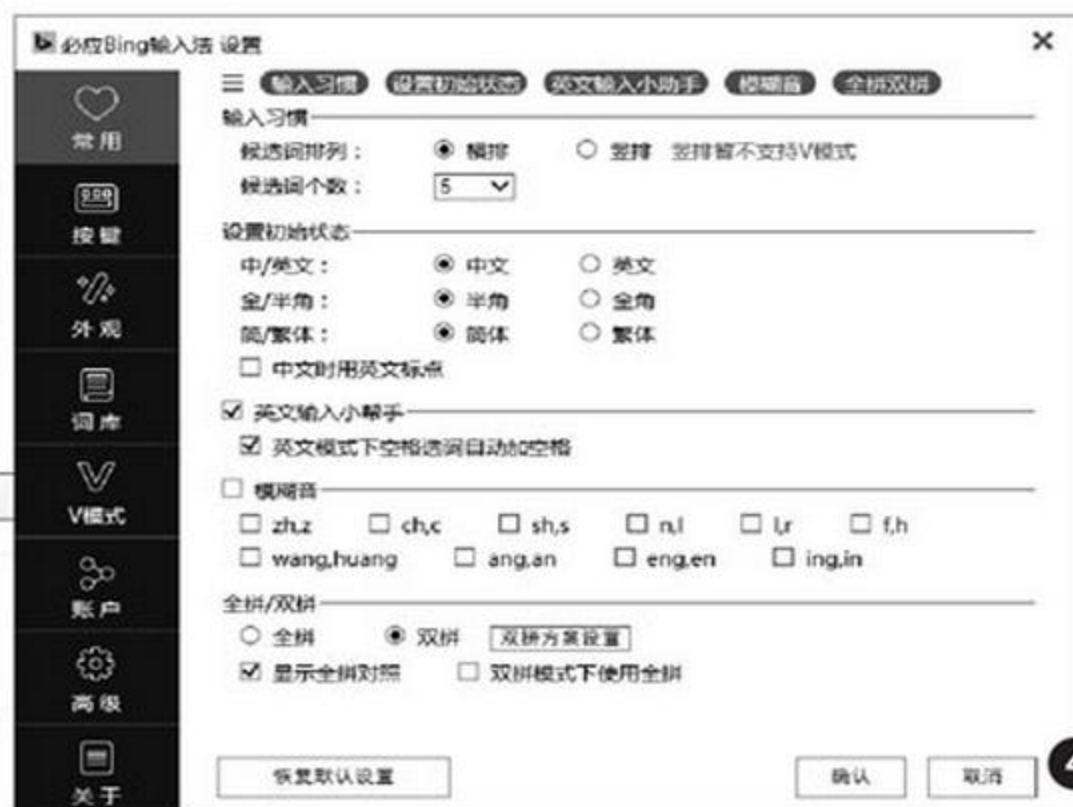 必应Bing输入法 设置
常用
按键
外观
词库
V模式
账户
高级
关于
输入习惯 设置初始状态 英文输入小助手 模糊音 全拼双拼
输入习惯
候选词排列： 横排 竖排 竖排暂不支持V模式
候选词个数： 5
设置初始状态
中/英文： 中文 英文
全/半角： 半角 全角
简/繁体： 简体 繁体
中文时用英文标点
英文输入小帮手
英文模式下空格选词自动加空格
模糊音
zh,z ch,c sh,s n,l l,r f,h
wang,huang ang,an eng,en ing,in
全拼/双拼
全拼 双拼 双拼方案设置
显示全拼对照 双拼模式下使用全拼
恢复默认设置 确认 取消
4